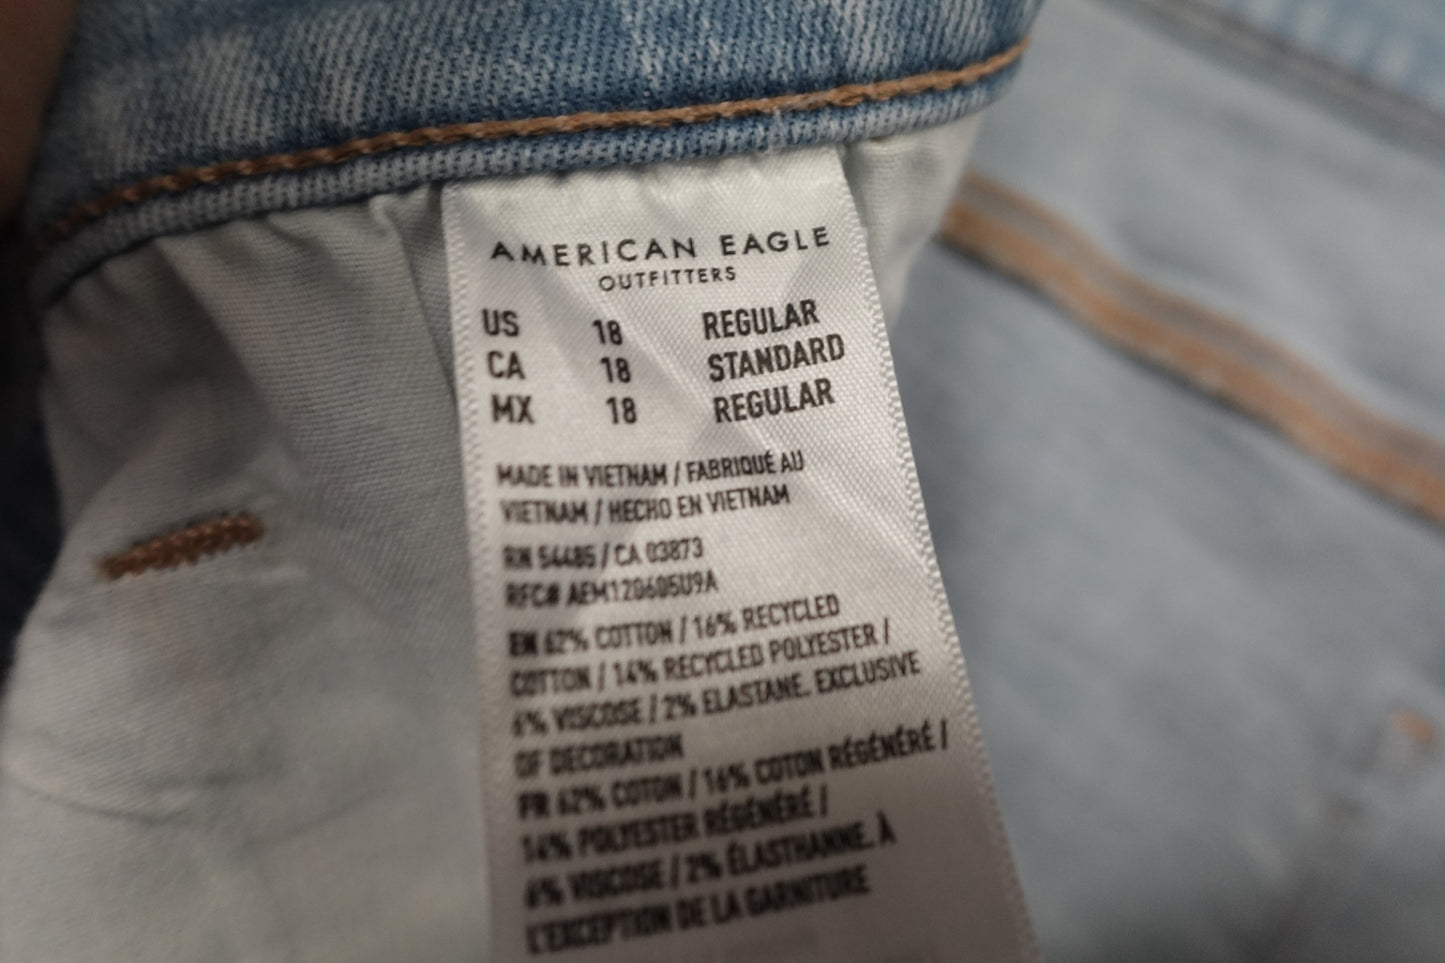 AMERICAN EAGLE
OUTFITTERS
US 18 REGULAR
CA 18 STANDARD
MX 18 REGULAR
MADE IN VIETNAM / FABRIQUÉ AU
VIETNAM / HECHO EN VIETNAM
RN 54485 / CA 03873
RFC# AEM120605U9A
EN 62% COTTON / 16% RECYCLED
COTTON / 14% RECYCLED POLYESTER /
6% VISCOSE / 2% ELASTANE. EXCLUSIVE
OF DECORATION
FR 62% COTON / 16% COTON RÉGÉNÉRÉ /
14% POLYESTER RÉGÉNÉRÉ /
6% VISCOSE / 2% ÉLASTHANNE. À
L'EXCEPTION DE LA GARNITURE